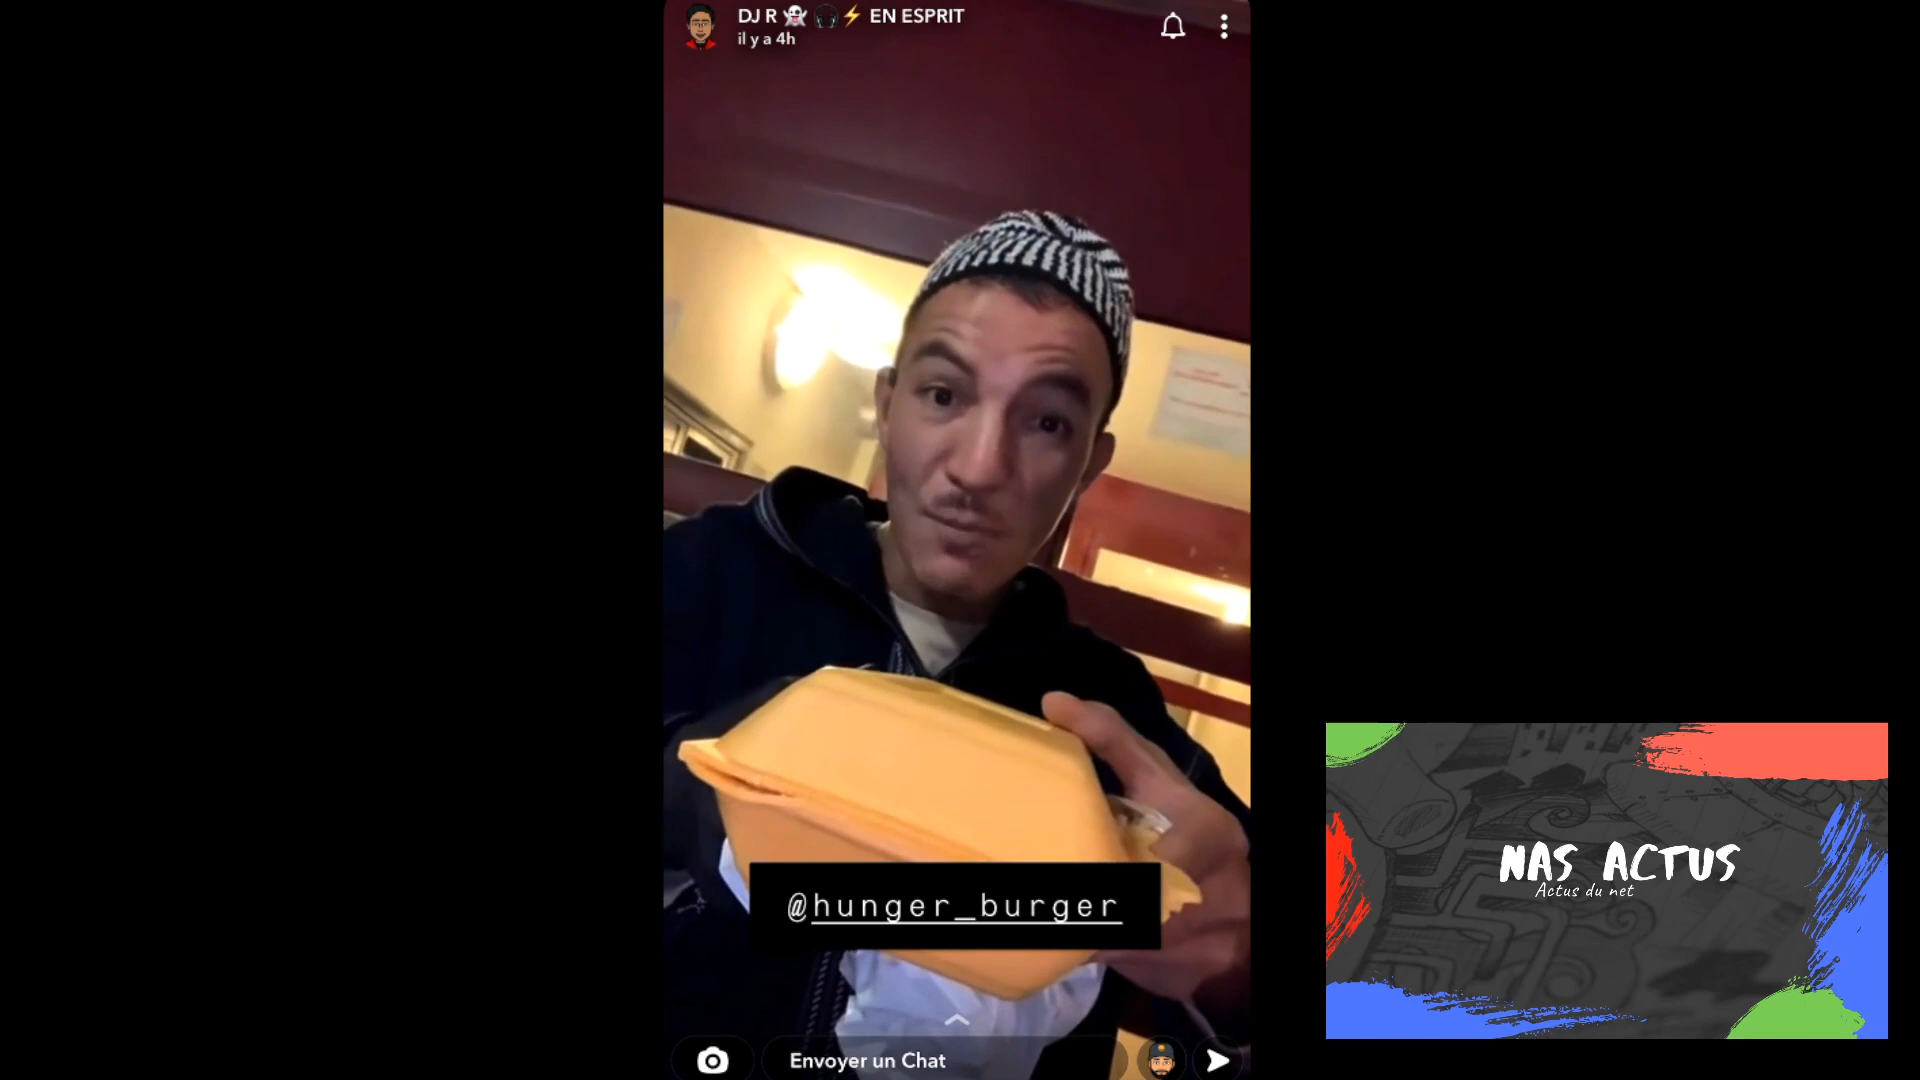 DJ R 👻 🎧 ⚡ EN ESPRIT
il y a 4h
@hunger_burger
Envoyer un Chat
NAS ACTUS
Actus du net